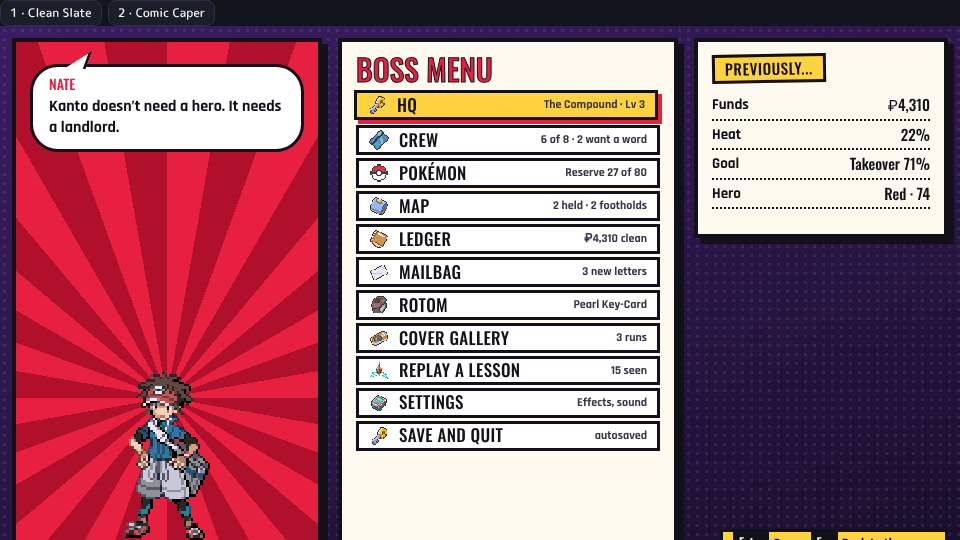 1 · Clean Slate
2 · Comic Caper
NATE
Kanto doesn't need a hero. It needs
a landlord.
BOSS MENU
HQ The Compound · Lv 3
CREW 6 of 8 · 2 want a word
POKÉMON Reserve 27 of 80
MAP 2 held · 2 footholds
LEDGER ₽4,310 clean
MAILBAG 3 new letters
ROTOM Pearl Key-Card
COVER GALLERY 3 runs
REPLAY A LESSON 15 seen
SETTINGS Effects, sound
SAVE AND QUIT autosaved
PREVIOUSLY...
Funds ₽4,310
Heat 22%
Goal Takeover 71%
Hero Red · 74